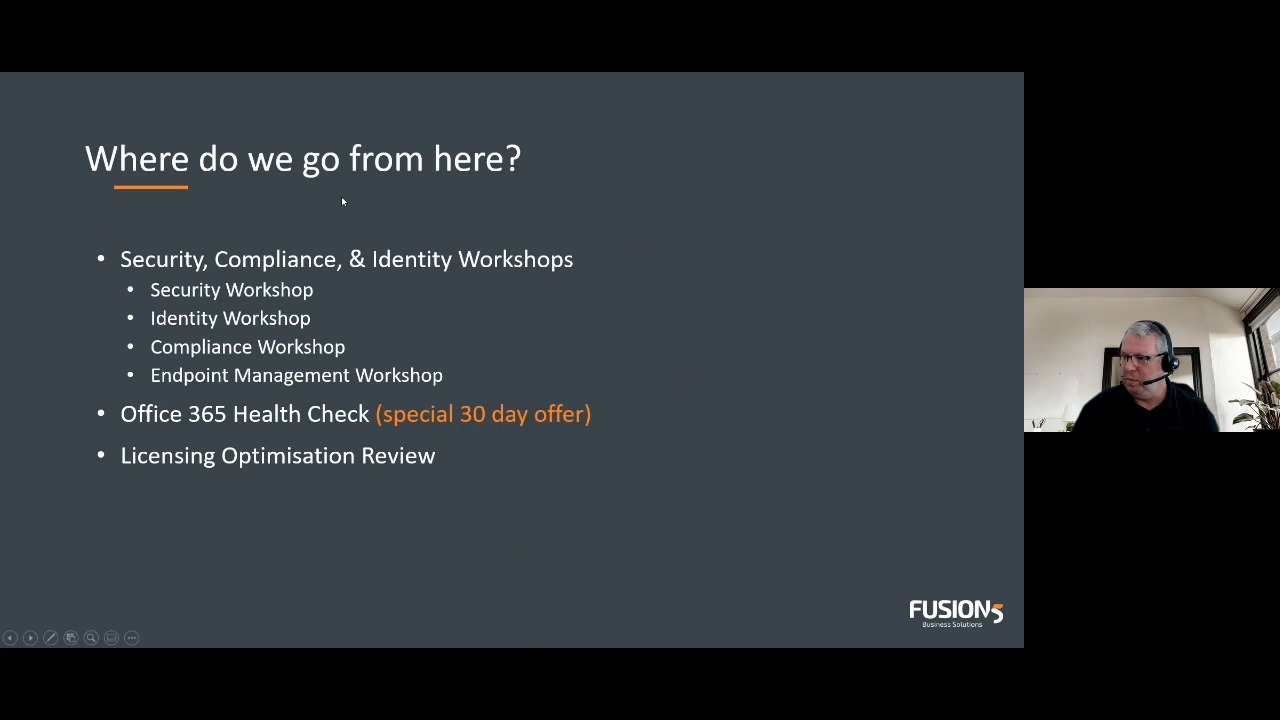 Where do we go from here?
• Security, Compliance, & Identity Workshops
• Security Workshop
• Identity Workshop
• Compliance Workshop
• Endpoint Management Workshop
• Office 365 Health Check (special 30 day offer)
• Licensing Optimisation Review
FUSION5
Business Solutions